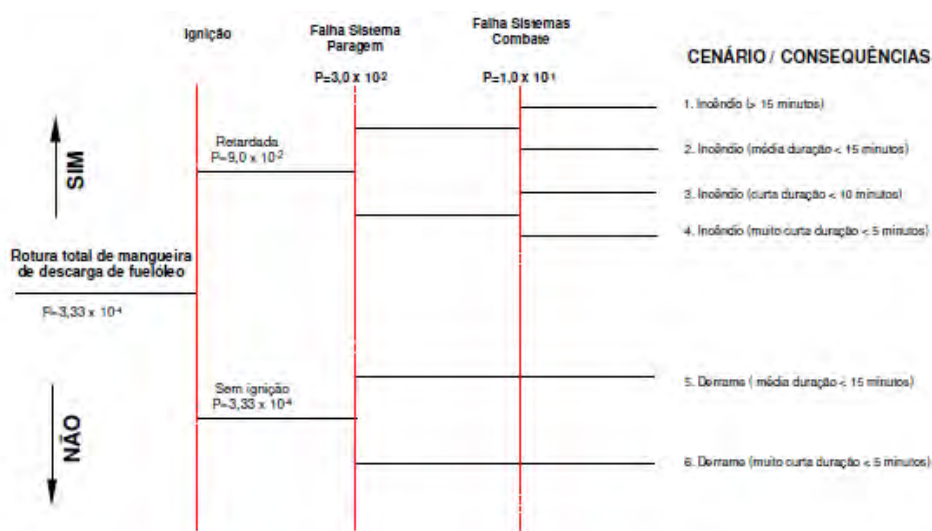 Ignição
Falha Sistema
Paragem
P=3,0 x 10-2
Falha Sistemas
Combate
P=1,0 x 10-1
CENÁRIO / CONSEQUÊNCIAS
1. Incêndio (> 15 minutos)
Retardada
P=9,0 x 10-2
2. Incêndio (média duração < 15 minutos)
SIM
3. Incêndio (curta duração < 10 minutos)
4. Incêndio (muito curta duração < 5 minutos)
Rotura total de mangueira
de descarga de fuelóleo
P=3,33 x 10-4
Sem ignição
P=3,33 x 10-4
5. Derrame ( média duração < 15 minutos)
NÃO
6. Derrame (muito curta duração < 5 minutos)